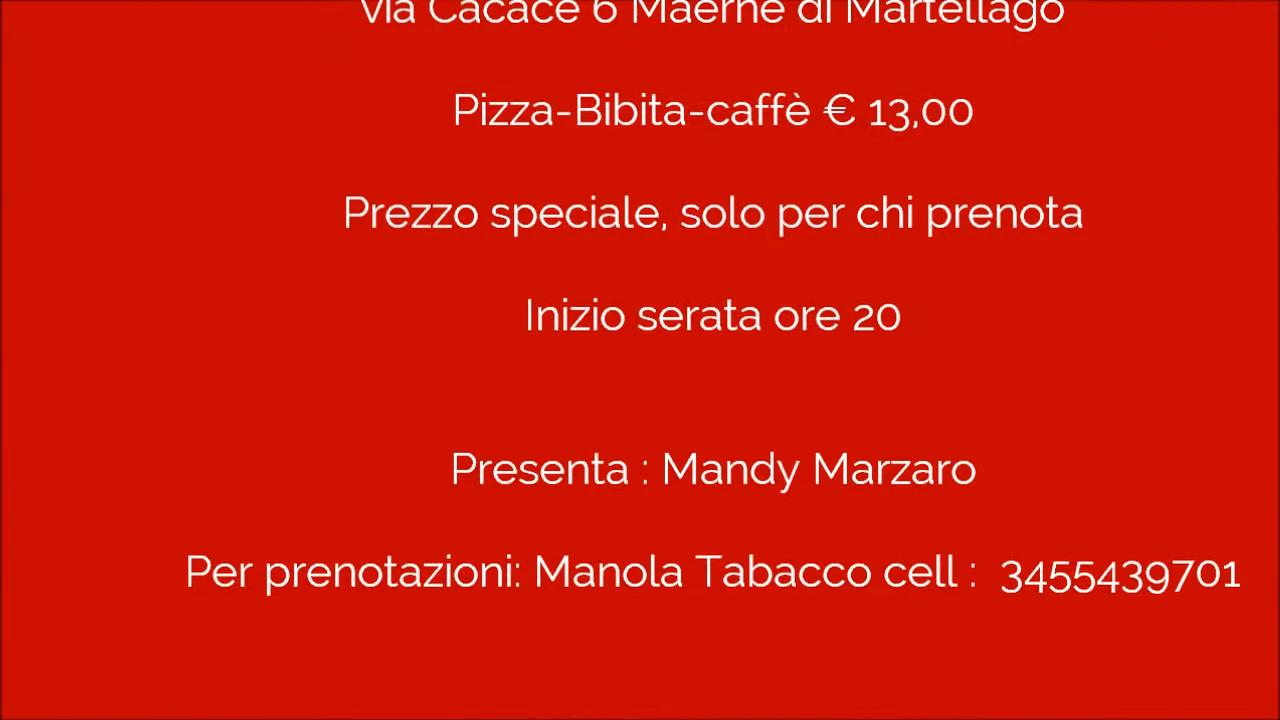 via Cacace 6 Maerne di Martellago
Pizza-Bibita-caffè € 13,00
Prezzo speciale, solo per chi prenota
Inizio serata ore 20
Presenta : Mandy Marzaro
Per prenotazioni: Manola Tabacco cell : 3455439701